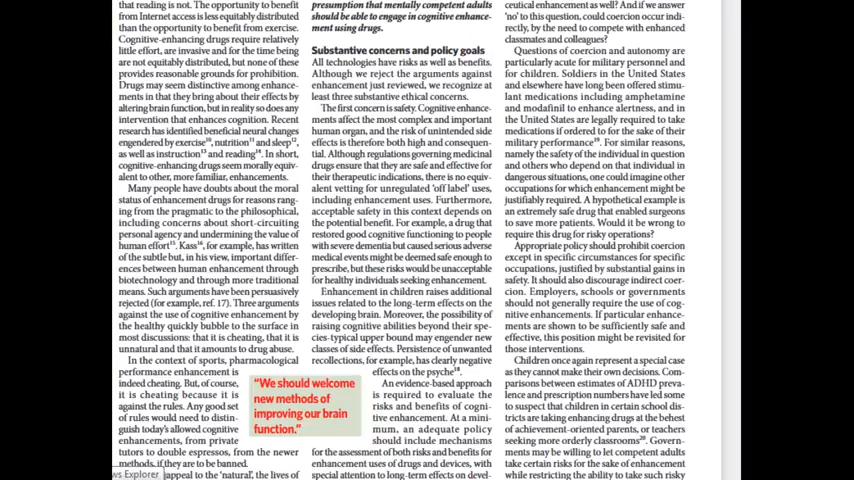 that reading is not. The opportunity to benefit
from Internet access is less equitably distributed
than the opportunity to benefit from exercise.
Cognitive-enhancing drugs require relatively
little effort, are invasive and for the time being
are not equitably distributed, but none of these
provides reasonable grounds for prohibition.
Drugs may seem distinctive among enhance-
ments in that they bring about their effects by
altering brain function, but in reality so does any
intervention that enhances cognition. Recent
research has identified beneficial neural changes
engendered by exercise10, nutrition11 and sleep12,
as well as instruction13 and reading14. In short,
cognitive-enhancing drugs seem morally equiv-
alent to other, more familiar, enhancements.
Many people have doubts about the moral
status of enhancement drugs for reasons rang-
ing from the pragmatic to the philosophical,
including concerns about short-circuiting
personal agency and undermining the value of
human effort15. Kass16, for example, has written
of the subtle but, in his view, important differ-
ences between human enhancement through
biotechnology and through more traditional
means. Such arguments have been persuasively
rejected (for example, ref. 17). Three arguments
against the use of cognitive enhancement by
the healthy quickly bubble to the surface in
most discussions: that it is cheating, that it is
unnatural and that it amounts to drug abuse.
In the context of sports, pharmacological
performance enhancement is
indeed cheating. But, of course,
it is cheating because it is
against the rules. Any good set
of rules would need to distin-
guish today's allowed cognitive
enhancements, from private
tutors to double espressos, from the newer
methods, if they are to be banned.
appeal to the 'natural', the lives of
ws Explorer
"We should welcome
new methods of
improving our brain
function."
presumption that mentally competent adults
should be able to engage in cognitive enhance-
ment using drugs.
Substantive concerns and policy goals
All technologies have risks as well as benefits.
Although we reject the arguments against
enhancement just reviewed, we recognize at
least three substantive ethical concerns.
The first concern is safety. Cognitive enhance-
ments affect the most complex and important
human organ, and the risk of unintended side
effects is therefore both high and consequen-
tial. Although regulations governing medicinal
drugs ensure that they are safe and effective for
their therapeutic indications, there is no equiv-
alent vetting for unregulated 'off label' uses,
including enhancement uses. Furthermore,
acceptable safety in this context depends on
the potential benefit. For example, a drug that
restored good cognitive functioning to people
with severe dementia but caused serious adverse
medical events might be deemed safe enough to
prescribe, but these risks would be unacceptable
for healthy individuals seeking enhancement.
Enhancement in children raises additional
issues related to the long-term effects on the
developing brain. Moreover, the possibility of
raising cognitive abilities beyond their spe-
cies-typical upper bound may engender new
classes of side effects. Persistence of unwanted
recollections, for example, has clearly negative
effects on the psyche18.
An evidence-based approach
is required to evaluate the
risks and benefits of cogni-
tive enhancement. At a mini-
mum, an adequate policy
should include mechanisms
for the assessment of both risks and benefits for
enhancement uses of drugs and devices, with
special attention to long-term effects on devel-
ceutical enhancement as well? And if we answer
'no' to this question, could coercion occur indi-
rectly, by the need to compete with enhanced
classmates and colleagues?
Questions of coercion and autonomy are
particularly acute for military personnel and
for children. Soldiers in the United States
and elsewhere have long been offered stimu-
lant medications including amphetamine
and modafinil to enhance alertness, and in
the United States are legally required to take
medications if ordered to for the sake of their
military performance19. For similar reasons,
namely the safety of the individual in question
and others who depend on that individual in
dangerous situations, one could imagine other
occupations for which enhancement might be
justifiably required. A hypothetical example is
an extremely safe drug that enabled surgeons
to save more patients. Would it be wrong to
require this drug for risky operations?
Appropriate policy should prohibit coercion
except in specific circumstances for specific
occupations, justified by substantial gains in
safety. It should also discourage indirect coer-
cion. Employers, schools or governments
should not generally require the use of cog-
nitive enhancements. If particular enhance-
ments are shown to be sufficiently safe and
effective, this position might be revisited for
those interventions.
Children once again represent a special case
as they cannot make their own decisions. Com-
parisons between estimates of ADHD preva-
lence and prescription numbers have led some
to suspect that children in certain school dis-
tricts are taking enhancing drugs at the behest
of achievement-oriented parents, or teachers
seeking more orderly classrooms20. Govern-
ments may be willing to let competent adults
take certain risks for the sake of enhancement
while restricting the ability to take such risky